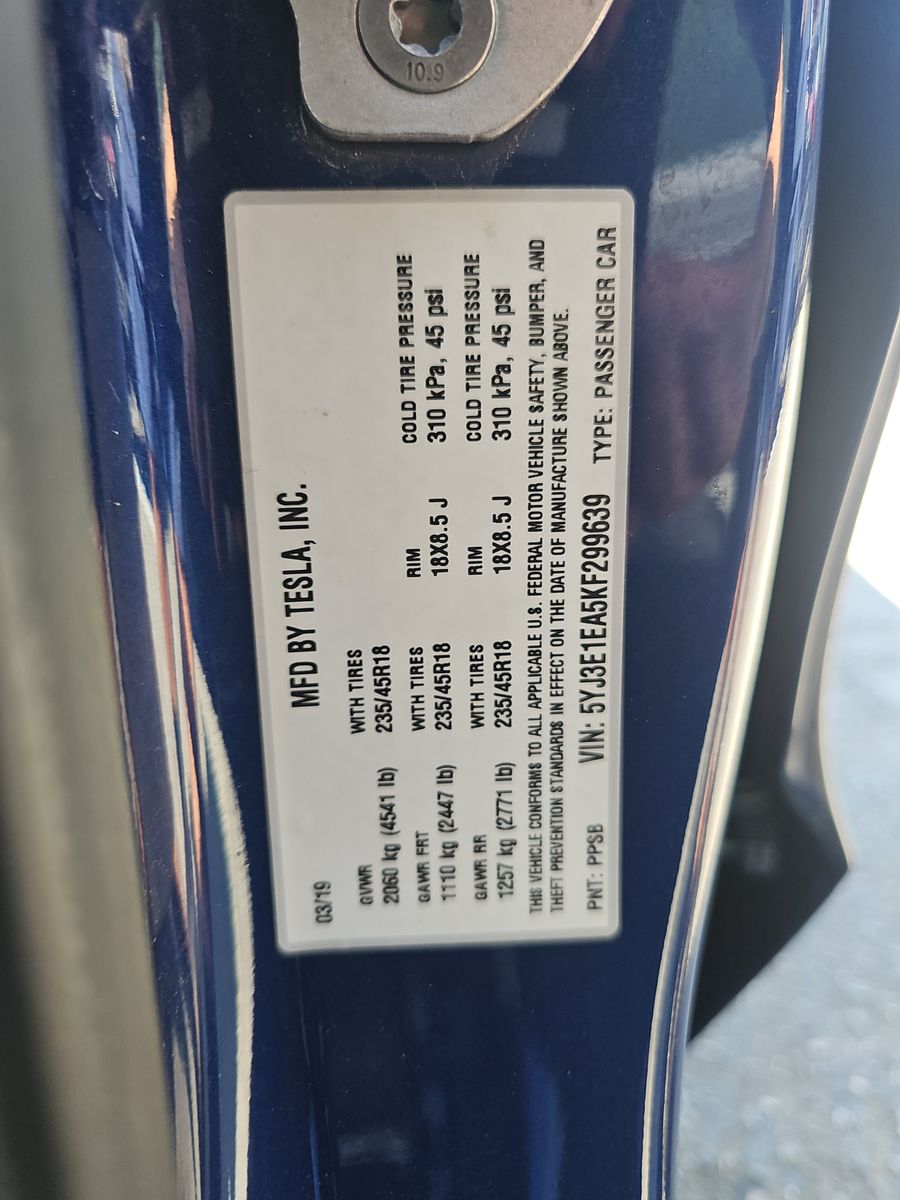 10.9
MFD BY TESLA, INC.
03/19
GVWR WITH TIRES
2060 kg (4541 lb) 235/45R18
GAWR FRT WITH TIRES RIM COLD TIRE PRESSURE
1110 kg (2447 lb) 235/45R18 18X8.5 J 310 kPa, 45 psi
GAWR RR WITH TIRES RIM COLD TIRE PRESSURE
1257 kg (2771 lb) 235/45R18 18X8.5 J 310 kPa, 45 psi
THIS VEHICLE CONFORMS TO ALL APPLICABLE U.S. FEDERAL MOTOR VEHICLE SAFETY, BUMPER, AND
THEFT PREVENTION STANDARDS IN EFFECT ON THE DATE OF MANUFACTURE SHOWN ABOVE.
PNT: PPSB VIN: 5YJ3E1EA5KF299639 TYPE: PASSENGER CAR